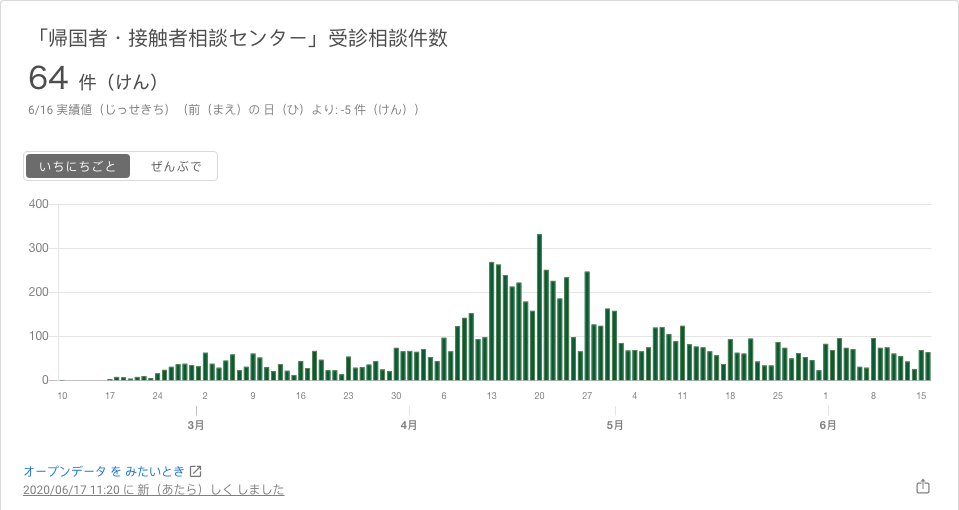 「帰国者・接触者相談センター」受診相談件数
64 件（けん）
6/16 実績値（じっせきち）（前（まえ）の 日（ひ）より: -5 件（けん））
いちにちごと ぜんぶで
400
300
200
100
0
10 17 24 2 9 16 23 30 6 13 20 27 4 11 18 25 1 8 15
3月 4月 5月 6月
オープンデータ を みたいとき
2020/06/17 11:20 に 新（あたら）しく しました